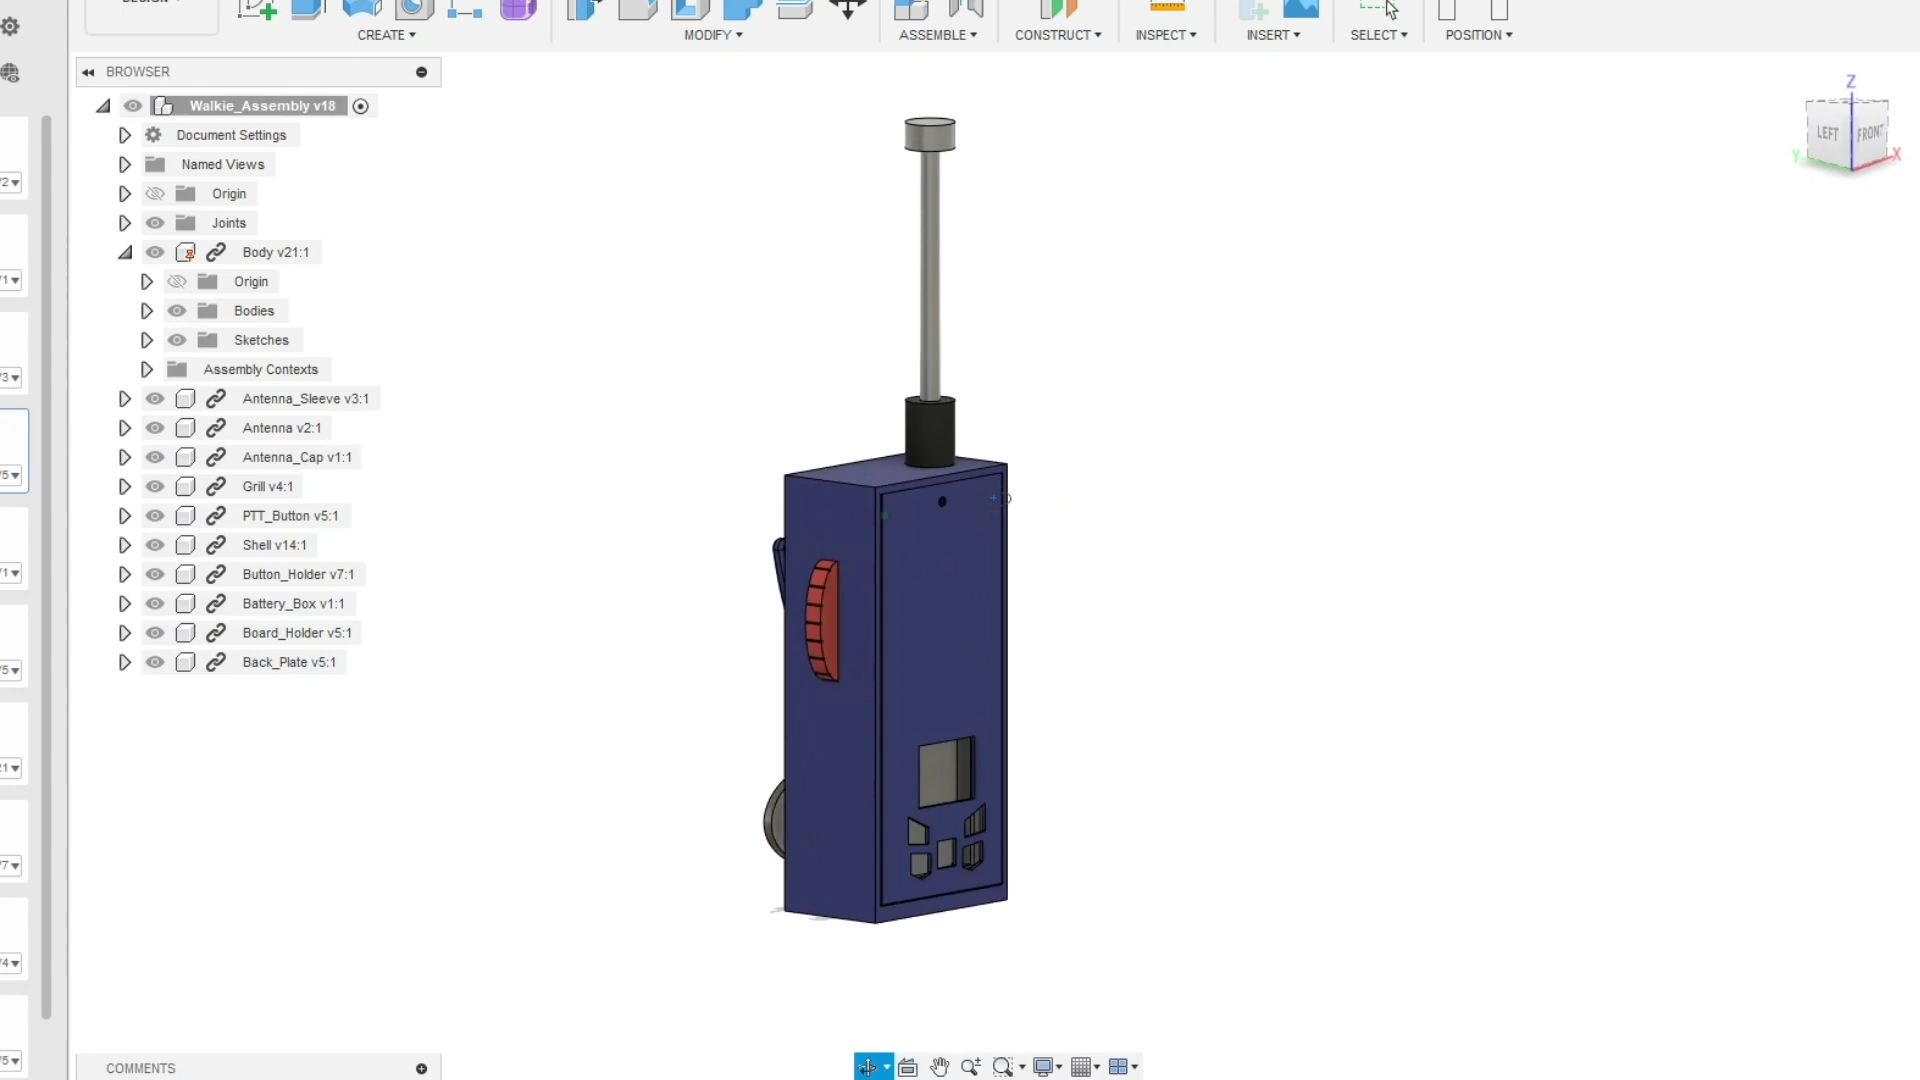 CREATE ▾
MODIFY ▾
ASSEMBLE ▾
CONSTRUCT ▾
INSPECT ▾
INSERT ▾
SELECT ▾
POSITION ▾
BROWSER
Walkie_Assembly v18
Document Settings
Named Views
Origin
Joints
Body v21:1
Origin
Bodies
Sketches
Assembly Contexts
Antenna_Sleeve v3:1
Antenna v2:1
Antenna_Cap v1:1
Grill v4:1
PTT_Button v5:1
Shell v14:1
Button_Holder v7:1
Battery_Box v1:1
Board_Holder v5:1
Back_Plate v5:1
Z
LEFT
FRONT
Y
X
COMMENTS